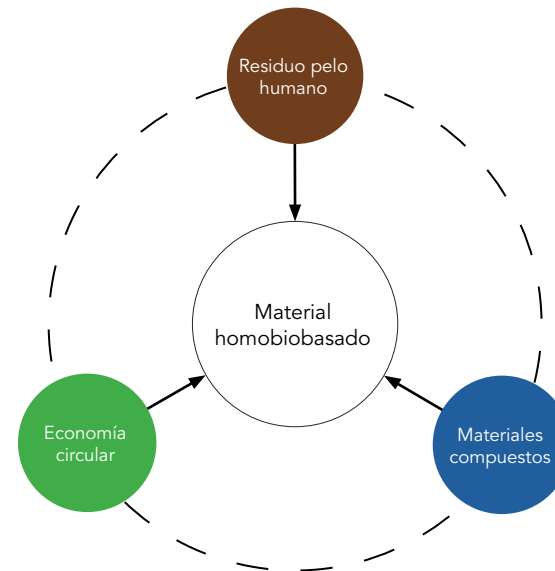 Residuo pelo
humano
Material
homobiobasado
Economía
circular
Materiales
compuestos